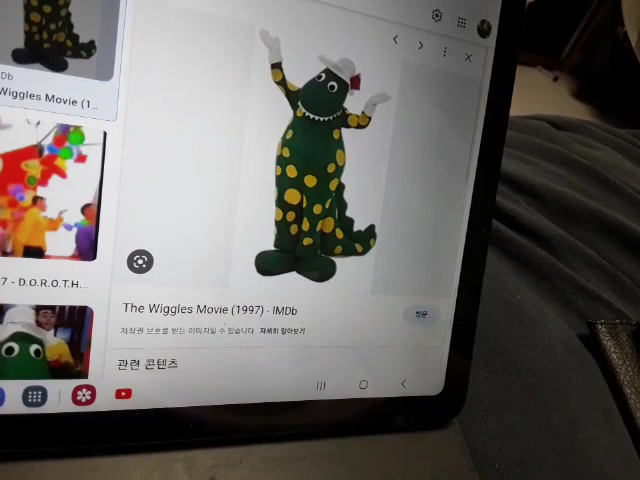 Db
Wiggles Movie (1...
7 - D.O.R.O.T.H...
The Wiggles Movie (1997) - IMDb
방문
저작권 보호를 받는 이미지일 수 있습니다. 자세히 알아보기
관련 콘텐츠